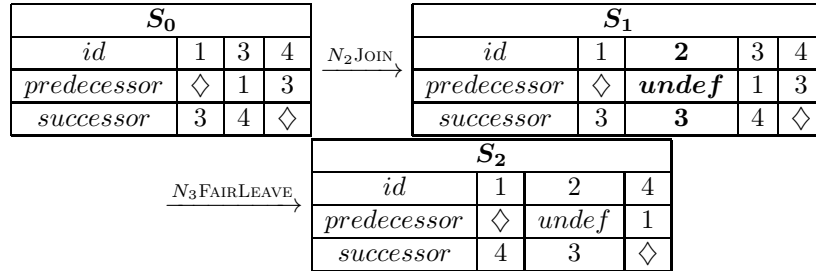 S₀ S₁
id 1 3 4 N₂JOIN id 1 2 3 4
predecessor ◇ 1 3 predecessor ◇ undef 1 3
successor 3 4 ◇ successor 3 3 4 ◇
S₂
N₃FAIRLEAVE id 1 2 4
predecessor ◇ undef 1
successor 4 3 ◇